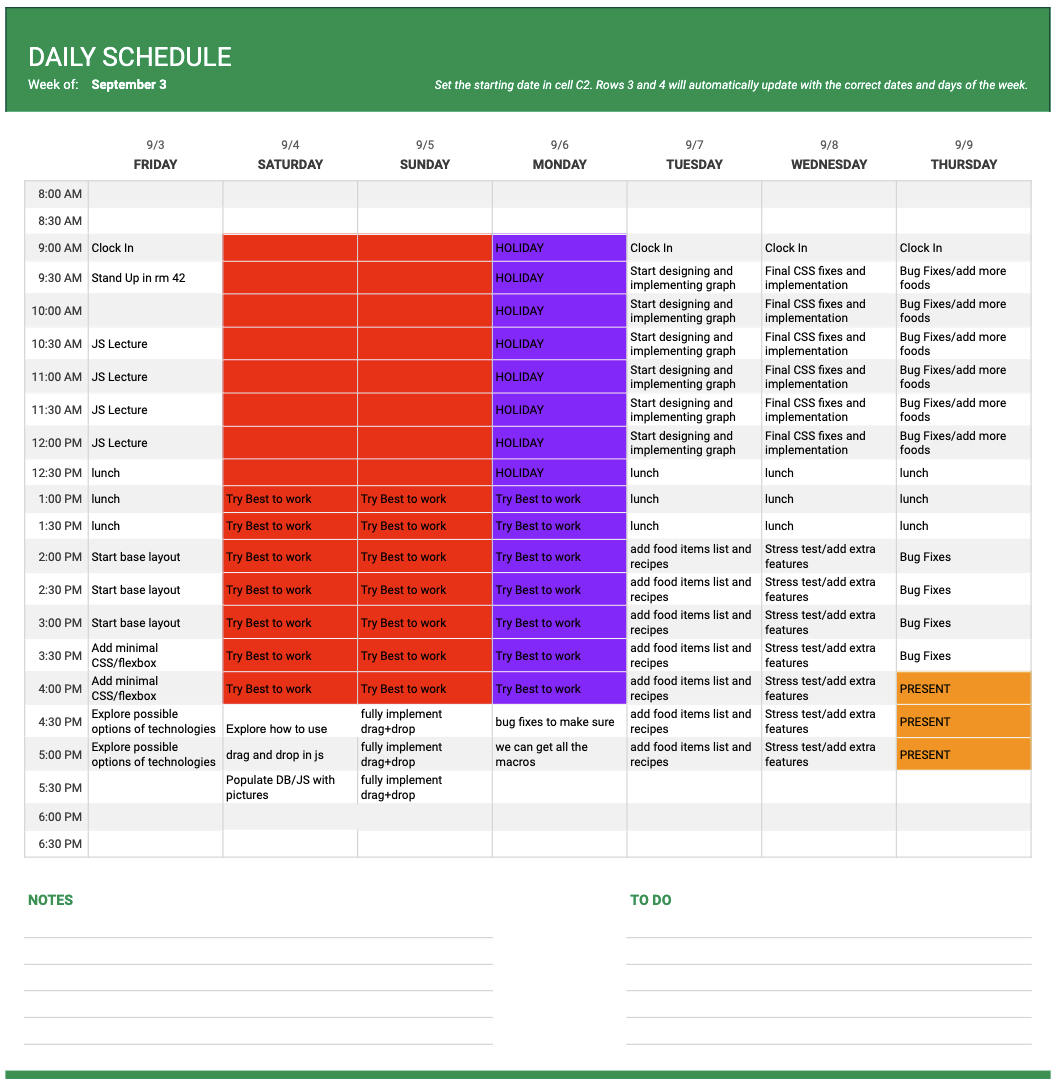 DAILY SCHEDULE
Week of: September 3 Set the starting date in cell C2. Rows 3 and 4 will automatically update with the correct dates and days of the week.
9/3 9/4 9/5 9/6 9/7 9/8 9/9
FRIDAY SATURDAY SUNDAY MONDAY TUESDAY WEDNESDAY THURSDAY
8:00 AM
8:30 AM
9:00 AM Clock In HOLIDAY Clock In Clock In Clock In
9:30 AM Stand Up in rm 42 HOLIDAY Start designing and implementing graph Final CSS fixes and implementation Bug Fixes/add more foods
10:00 AM HOLIDAY Start designing and implementing graph Final CSS fixes and implementation Bug Fixes/add more foods
10:30 AM JS Lecture HOLIDAY Start designing and implementing graph Final CSS fixes and implementation Bug Fixes/add more foods
11:00 AM JS Lecture HOLIDAY Start designing and implementing graph Final CSS fixes and implementation Bug Fixes/add more foods
11:30 AM JS Lecture HOLIDAY Start designing and implementing graph Final CSS fixes and implementation Bug Fixes/add more foods
12:00 PM JS Lecture HOLIDAY Start designing and implementing graph Final CSS fixes and implementation Bug Fixes/add more foods
12:30 PM lunch HOLIDAY lunch lunch lunch
1:00 PM lunch Try Best to work Try Best to work Try Best to work lunch lunch lunch
1:30 PM lunch Try Best to work Try Best to work Try Best to work lunch lunch lunch
2:00 PM Start base layout Try Best to work Try Best to work Try Best to work add food items list and recipes Stress test/add extra features Bug Fixes
2:30 PM Start base layout Try Best to work Try Best to work Try Best to work add food items list and recipes Stress test/add extra features Bug Fixes
3:00 PM Start base layout Try Best to work Try Best to work Try Best to work add food items list and recipes Stress test/add extra features Bug Fixes
3:30 PM Add minimal CSS/flexbox Try Best to work Try Best to work Try Best to work add food items list and recipes Stress test/add extra features Bug Fixes
4:00 PM Add minimal CSS/flexbox Try Best to work Try Best to work Try Best to work add food items list and recipes Stress test/add extra features PRESENT
4:30 PM Explore possible options of technologies Explore how to use fully implement drag+drop bug fixes to make sure add food items list and recipes Stress test/add extra features PRESENT
5:00 PM Explore possible options of technologies drag and drop in js fully implement drag+drop we can get all the macros add food items list and recipes Stress test/add extra features PRESENT
5:30 PM Populate DB/JS with pictures fully implement drag+drop
6:00 PM
6:30 PM
NOTES TO DO